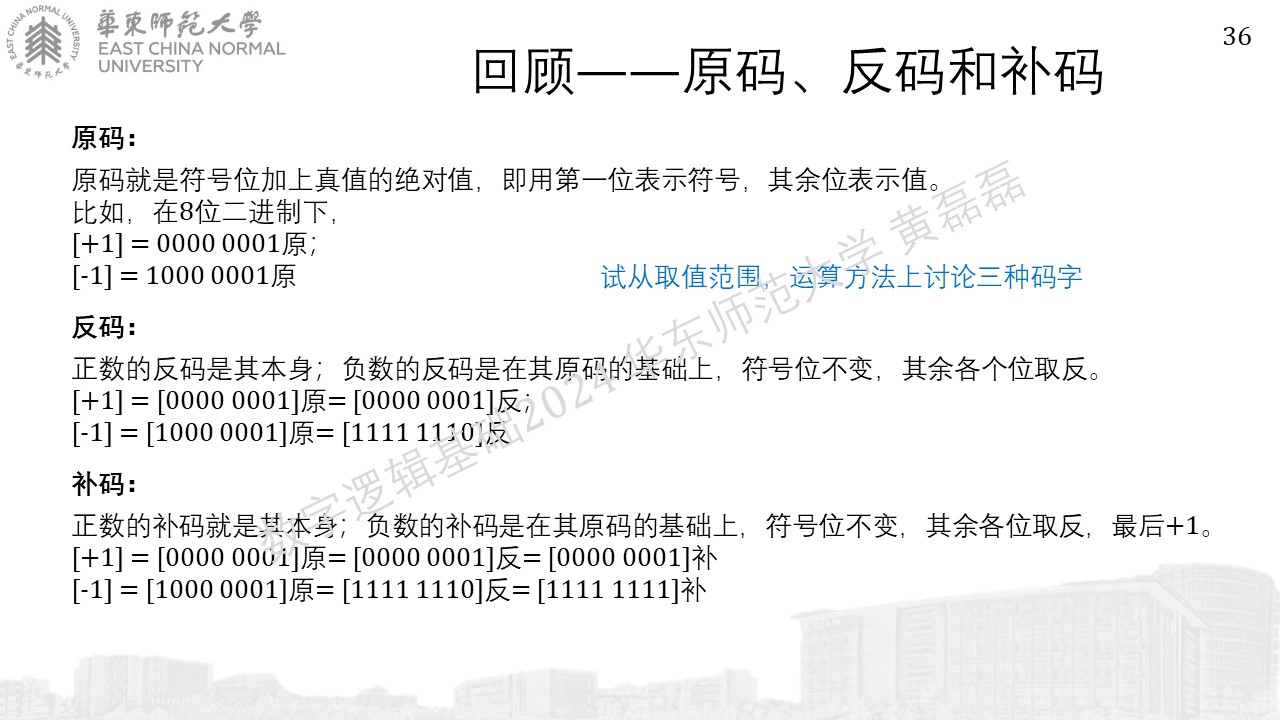 華東師範大學
EAST CHINA NORMAL
UNIVERSITY
EAST CHINA NORMAL UNIVERSITY
華東師范大学
36
回顾——原码、反码和补码
原码：
原码就是符号位加上真值的绝对值，即用第一位表示符号，其余位表示值。
比如，在8位二进制下，
[+1] = 0000 0001原；
[-1] = 1000 0001原
试从取值范围，运算方法上讨论三种码字
反码：
正数的反码是其本身；负数的反码是在其原码的基础上，符号位不变，其余各个位取反。
[+1] = [0000 0001]原= [0000 0001]反；
[-1] = [1000 0001]原= [1111 1110]反
补码：
正数的补码就是其本身；负数的补码是在其原码的基础上，符号位不变，其余各位取反，最后+1。
[+1] = [0000 0001]原= [0000 0001]反= [0000 0001]补
[-1] = [1000 0001]原= [1111 1110]反= [1111 1111]补
数字逻辑基础2024 华东师范大学 黄磊磊